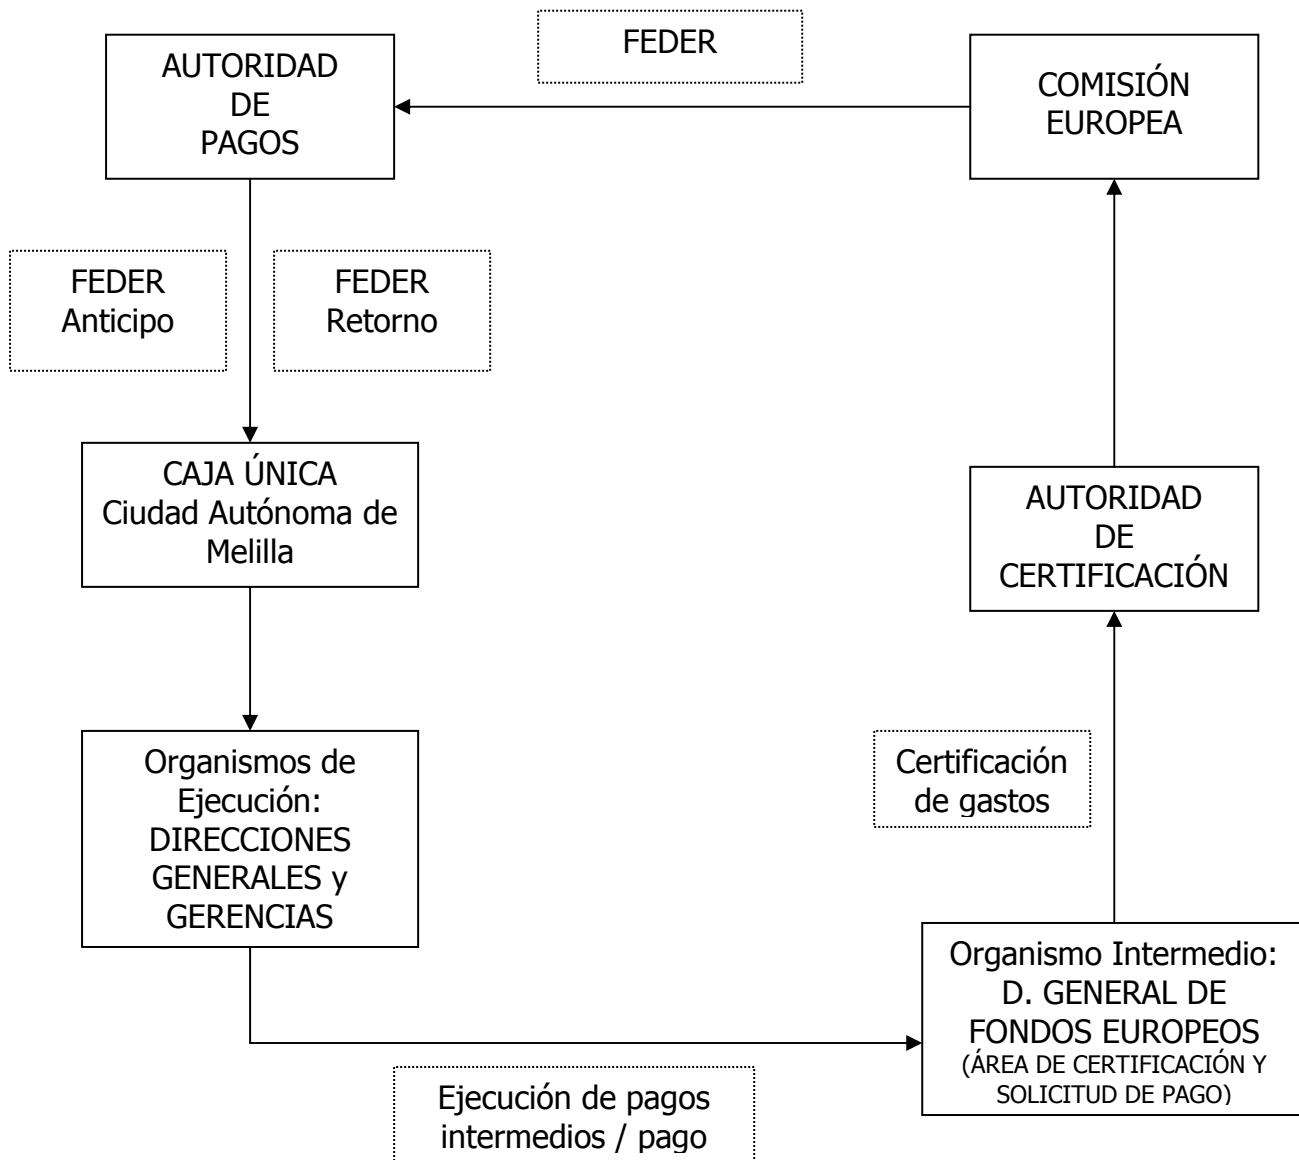 FEDER
AUTORIDAD
DE
PAGOS
COMISIÓN
EUROPEA
FEDER
Anticipo
FEDER
Retorno
CAJA ÚNICA
Ciudad Autónoma de
Melilla
AUTORIDAD
DE
CERTIFICACIÓN
Organismos de
Ejecución:
DIRECCIONES
GENERALES y
GERENCIAS
Certificación
de gastos
Organismo Intermedio:
D. GENERAL DE
FONDOS EUROPEOS
(ÁREA DE CERTIFICACIÓN Y
SOLICITUD DE PAGO)
Ejecución de pagos
intermedios / pago